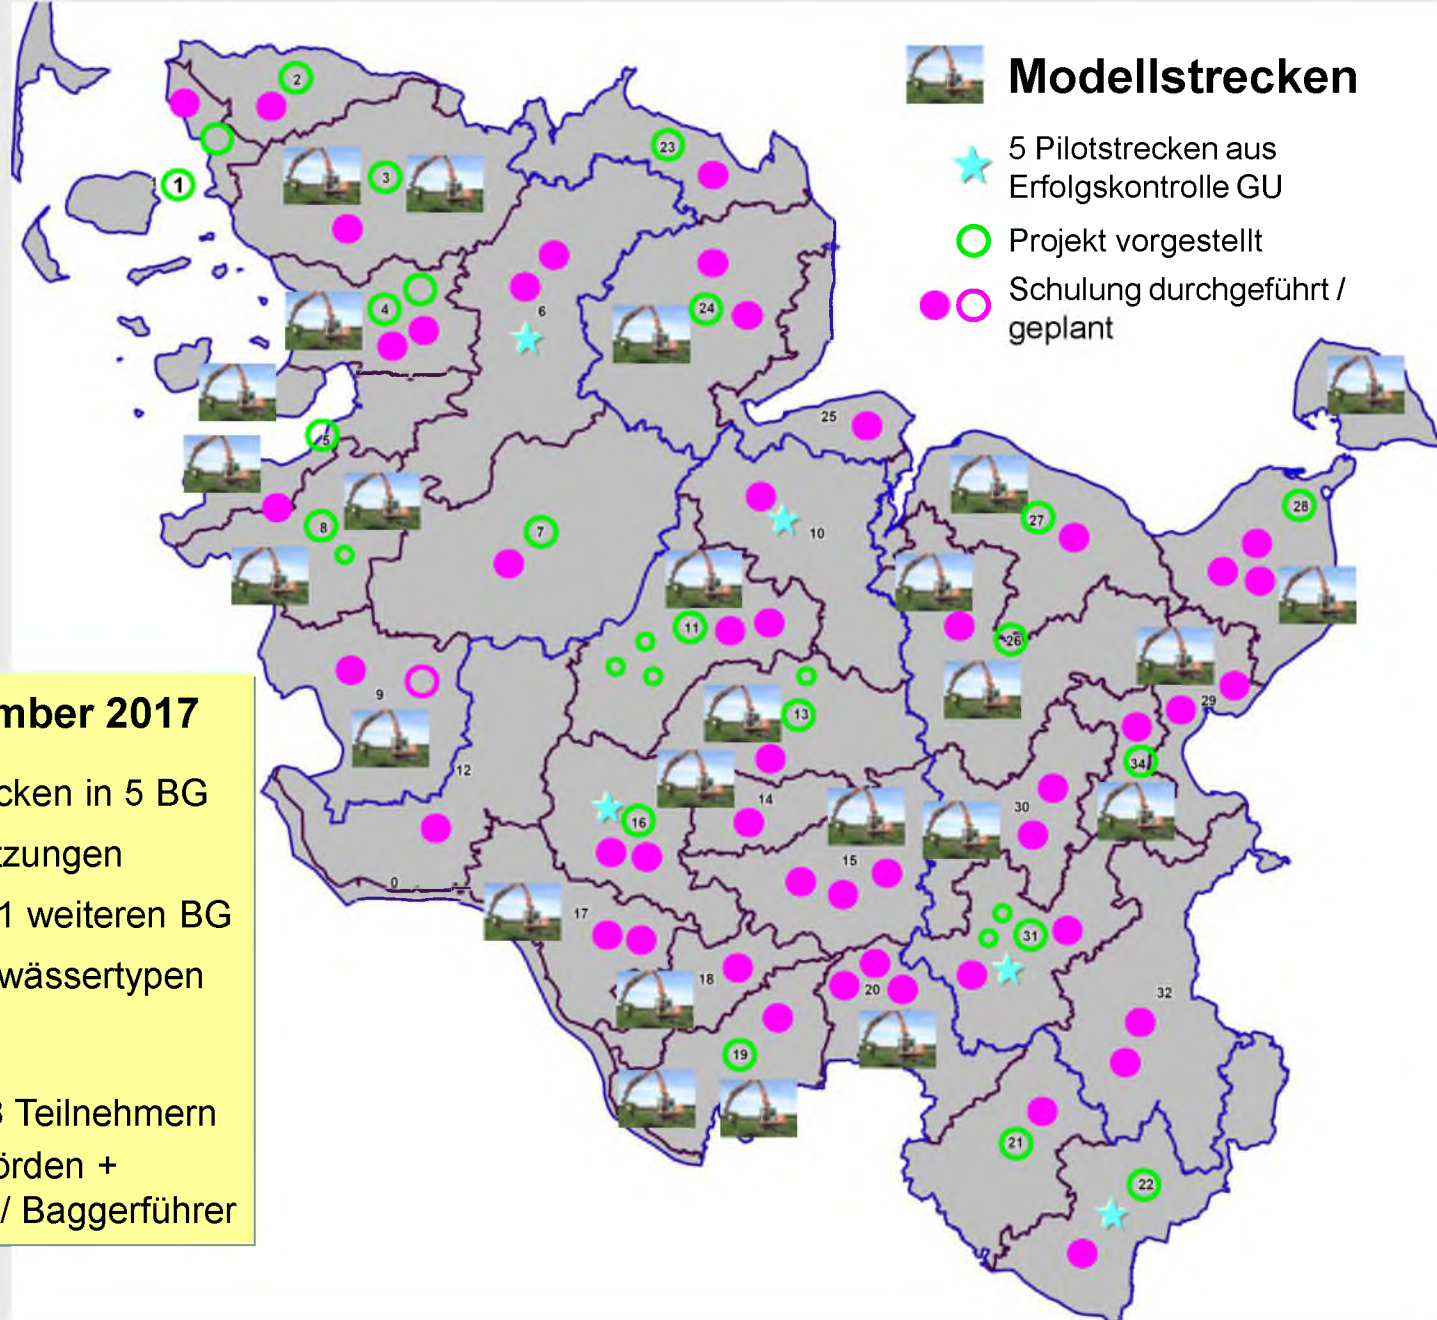 Modellstrecken
5 Pilotstrecken aus
Erfolgskontrolle GU
Projekt vorgestellt
Schulung durchgeführt /
geplant
2
23
1
3
4
6
24
25
5
8
7
10
27
28
11
26
9
13
29
34
12
16
14
30
15
0
17
31
18
20
32
19
21
22
mber 2017
cken in 5 BG
tzungen
1 weiteren BG
wässertypen
3 Teilnehmern
örden +
/ Baggerführer